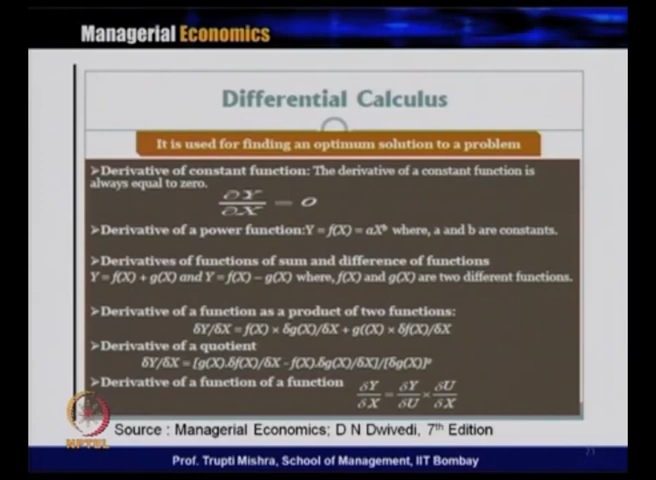 Managerial Economics
Differential Calculus
It is used for finding an optimum solution to a problem
➢Derivative of constant function: The derivative of a constant function is
always equal to zero.
∂Y/∂X = 0
➢Derivative of a power function:Y = f(X) = aXᵇ where, a and b are constants.
➢Derivatives of functions of sum and difference of functions
Y = f(X) + g(X) and Y = f(X) – g(X) where, f(X) and g(X) are two different functions.
➢Derivative of a function as a product of two functions:
δY/δX = f(X) × δg(X)/δX + g((X) × δf(X)/δX
➢Derivative of a quotient
δY/δX = [g(X).δf(X)/δX - f(X).δg(X)/δX]/[δg(X)]²
➢Derivative of a function of a function δY/δX = δY/δU × δU/δX
NPTEL
Source : Managerial Economics; D N Dwivedi, 7th Edition
21
Prof. Trupti Mishra, School of Management, IIT Bombay